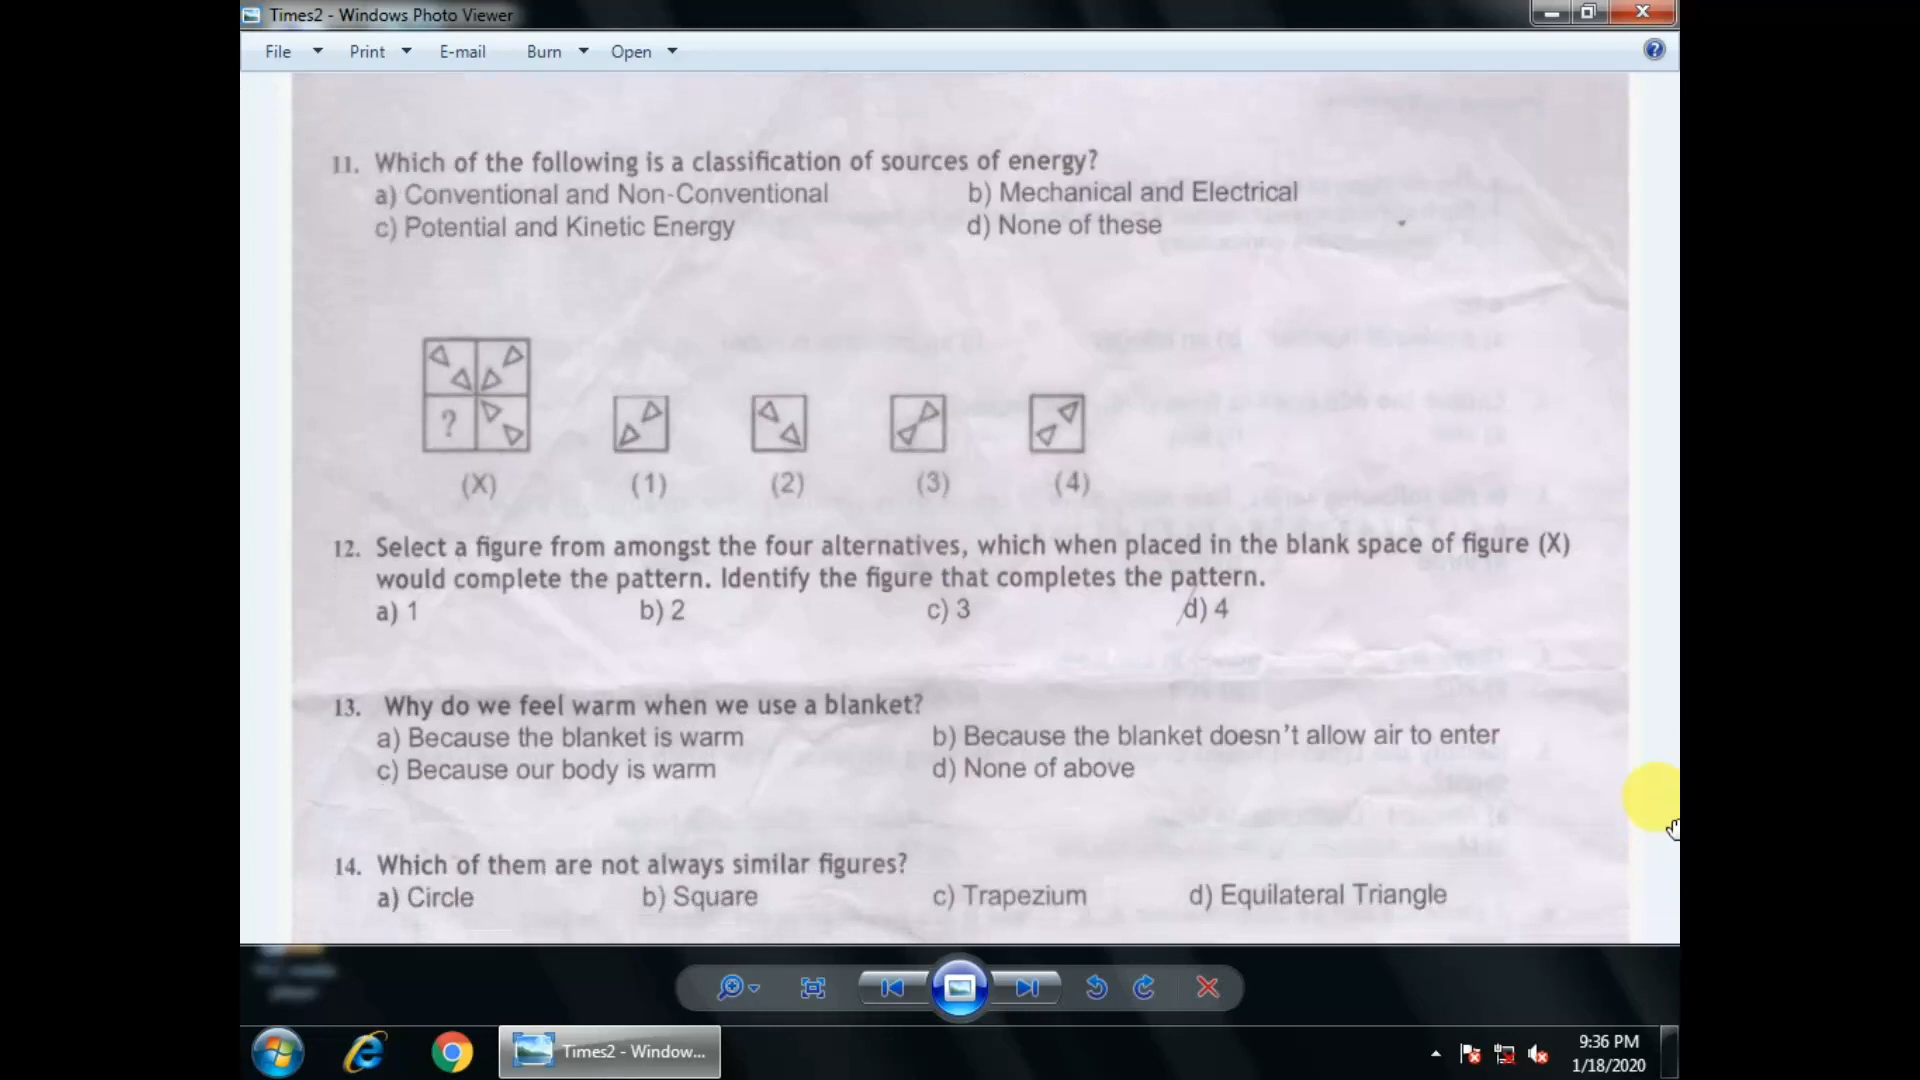 Times2 - Windows Photo Viewer
File Print E-mail Burn Open
11. Which of the following is a classification of sources of energy?
a) Conventional and Non-Conventional b) Mechanical and Electrical
c) Potential and Kinetic Energy d) None of these
?
(X) (1) (2) (3) (4)
12. Select a figure from amongst the four alternatives, which when placed in the blank space of figure (X)
would complete the pattern. Identify the figure that completes the pattern.
a) 1 b) 2 c) 3 d) 4
13. Why do we feel warm when we use a blanket?
a) Because the blanket is warm b) Because the blanket doesn't allow air to enter
c) Because our body is warm d) None of above
14. Which of them are not always similar figures?
a) Circle b) Square c) Trapezium d) Equilateral Triangle
Times2 - Window...
9:36 PM
1/18/2020